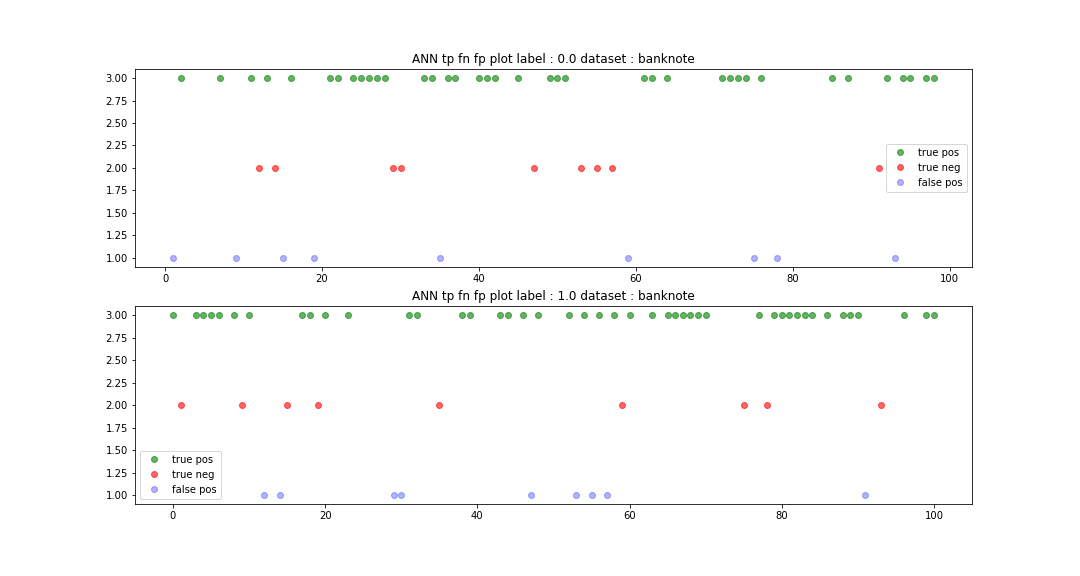 ANN tp fn fp plot label : 0.0 dataset : banknote
3.00
2.75
2.50
2.25
2.00
1.75
1.50
1.25
1.00
true pos
true neg
false pos
0 20 40 60 80 100
ANN tp fn fp plot label : 1.0 dataset : banknote
3.00
2.75
2.50
2.25
2.00
1.75
1.50
1.25
1.00
true pos
true neg
false pos
0 20 40 60 80 100